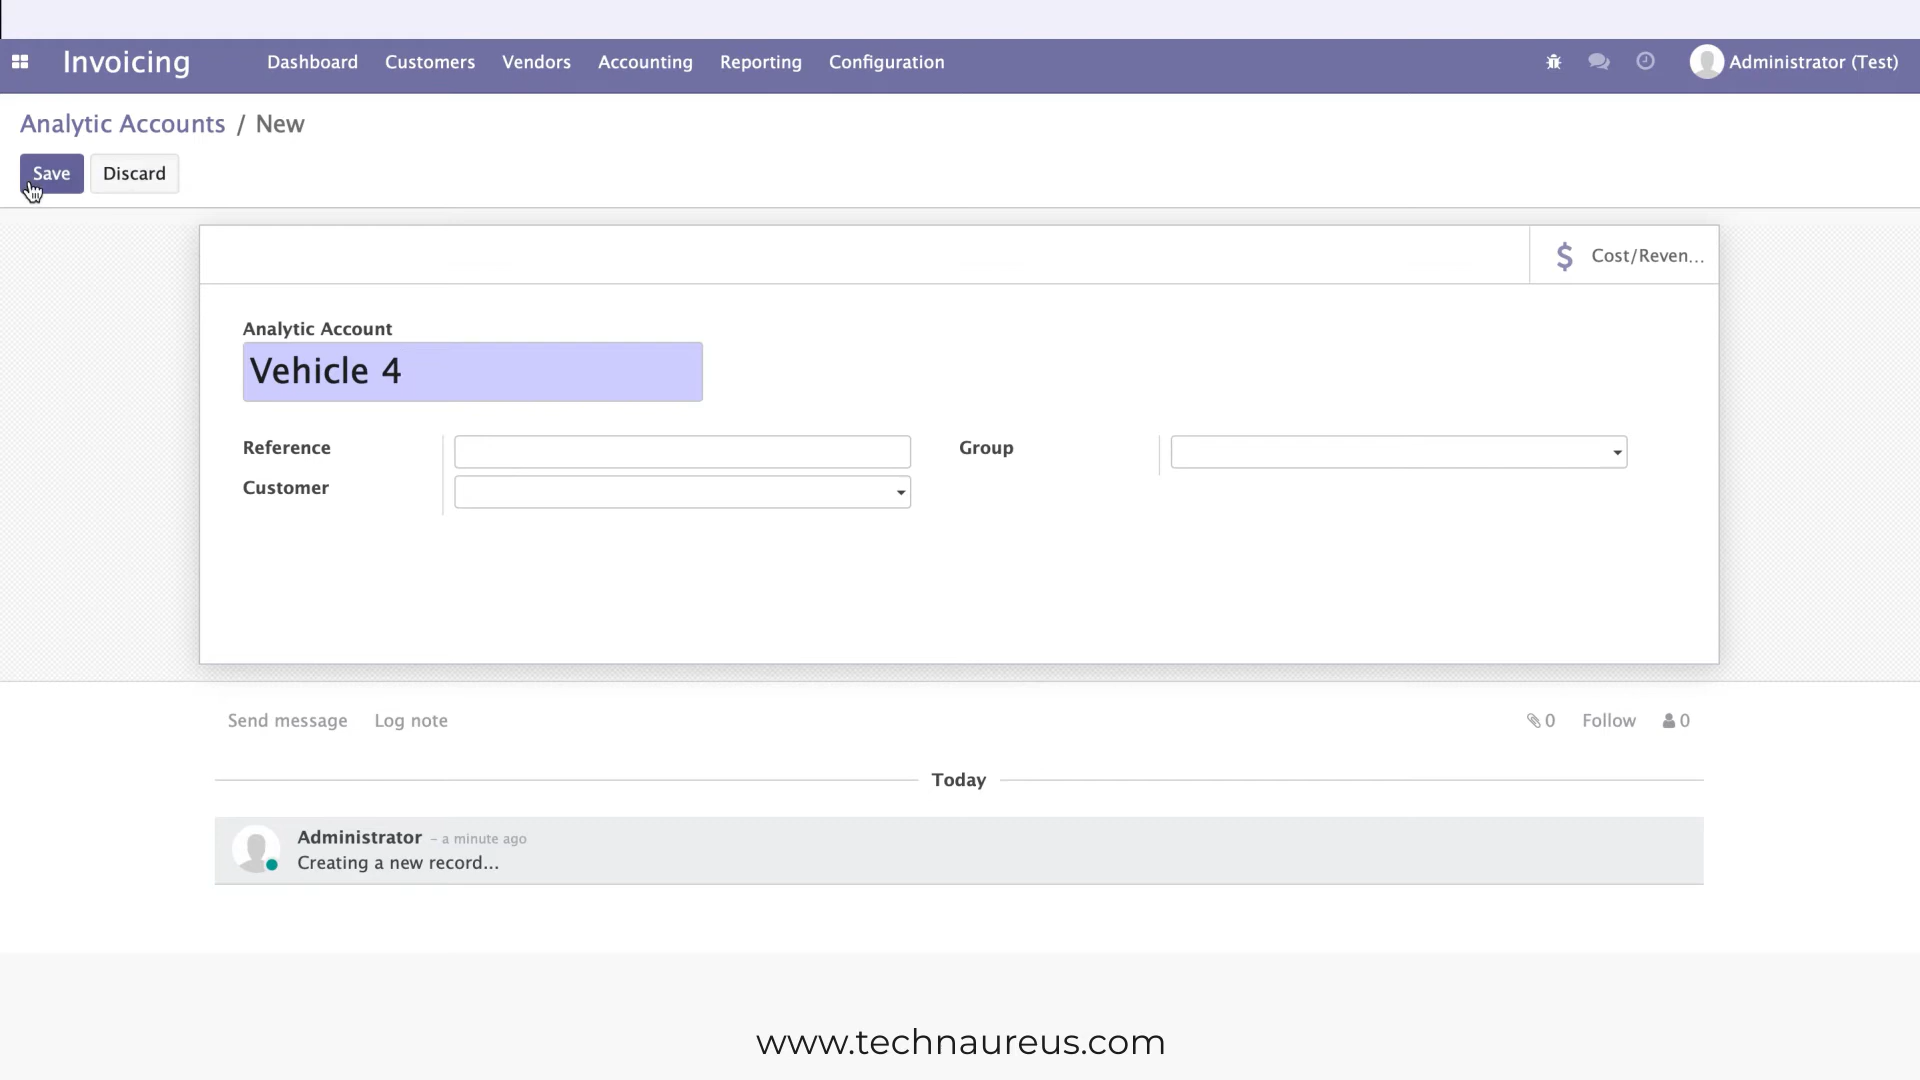 Invoicing Dashboard Customers Vendors Accounting Reporting Configuration Administrator (Test)
Analytic Accounts / New
Save Discard
$ Cost/Reven...
Analytic Account
Vehicle 4
Reference Group
Customer
Send message Log note 0 Follow 0
Today
Administrator - a minute ago
Creating a new record...
www.technaureus.com